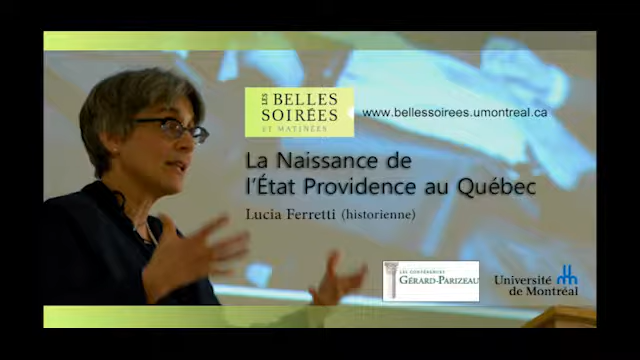 LES BELLES
SOIRÉES
ET MATINÉES
www.bellessoirees.umontreal.ca
La Naissance de
l'État Providence au Québec
Lucia Ferretti (historienne)
LES CONFÉRENCES
GÉRARD-PARIZEAU
Université
de Montréal